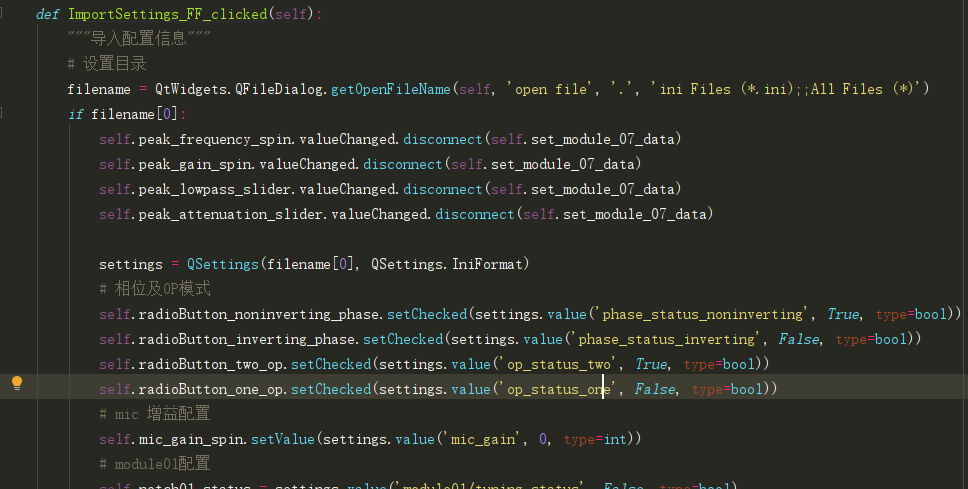 def ImportSettings_FF_clicked(self):
"""导入配置信息"""
# 设置目录
filename = QtWidgets.QFileDialog.getOpenFileName(self, 'open file', '.', 'ini Files (*.ini);;All Files (*)')
if filename[0]:
self.peak_frequency_spin.valueChanged.disconnect(self.set_module_07_data)
self.peak_gain_spin.valueChanged.disconnect(self.set_module_07_data)
self.peak_lowpass_slider.valueChanged.disconnect(self.set_module_07_data)
self.peak_attenuation_slider.valueChanged.disconnect(self.set_module_07_data)
settings = QSettings(filename[0], QSettings.IniFormat)
# 相位及OP模式
self.radioButton_noninverting_phase.setChecked(settings.value('phase_status_noninverting', True, type=bool))
self.radioButton_inverting_phase.setChecked(settings.value('phase_status_inverting', False, type=bool))
self.radioButton_two_op.setChecked(settings.value('op_status_two', True, type=bool))
self.radioButton_one_op.setChecked(settings.value('op_status_one', False, type=bool))
# mic 增益配置
self.mic_gain_spin.setValue(settings.value('mic_gain', 0, type=int))
# module01配置
self.notch01_status = settings.value('module01/tuning_status', False, type=bool)